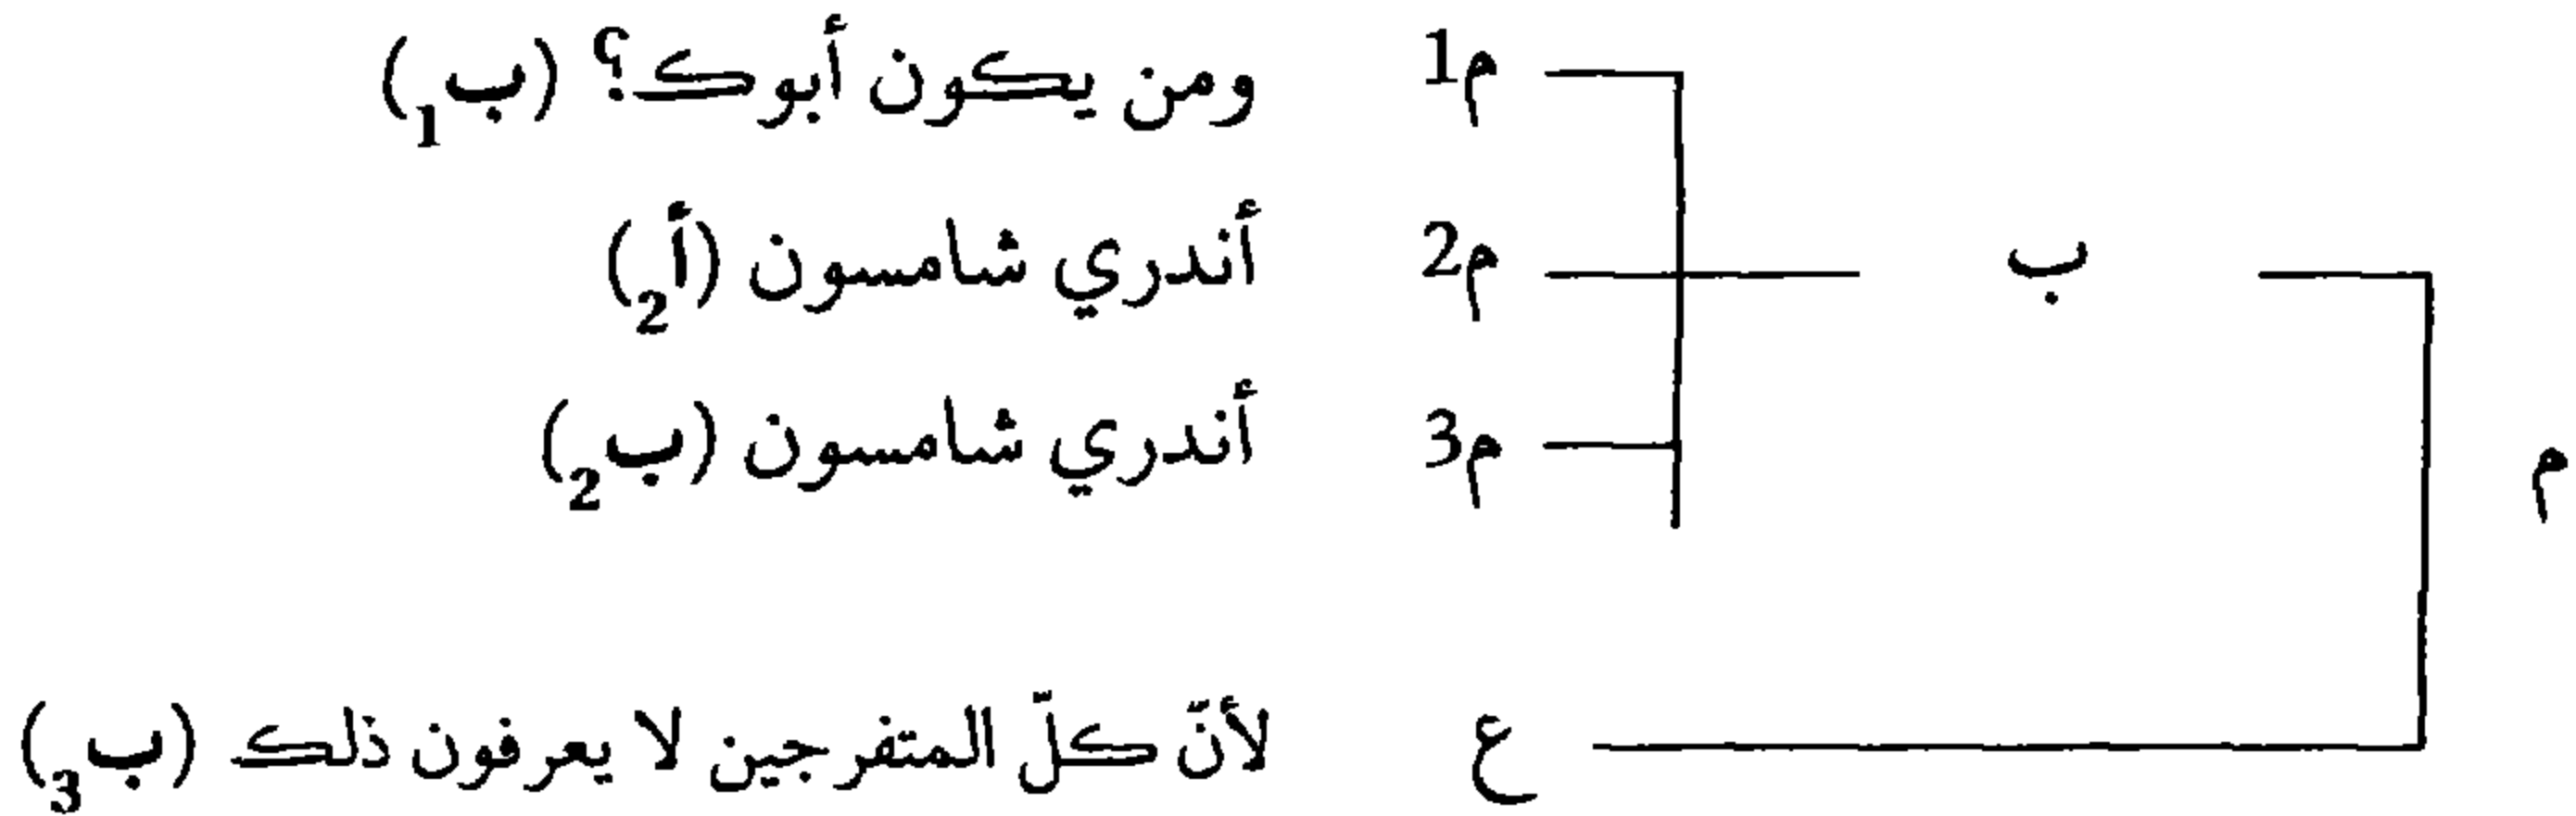 م1 ومن يكون أبوك؟ (ب1)
ب م2 أندري شامسون (أ2)
م م3 أندري شامسون (ب2)
ع لأنّ كلّ المتفرجين لا يعرفون ذلك (ب3)